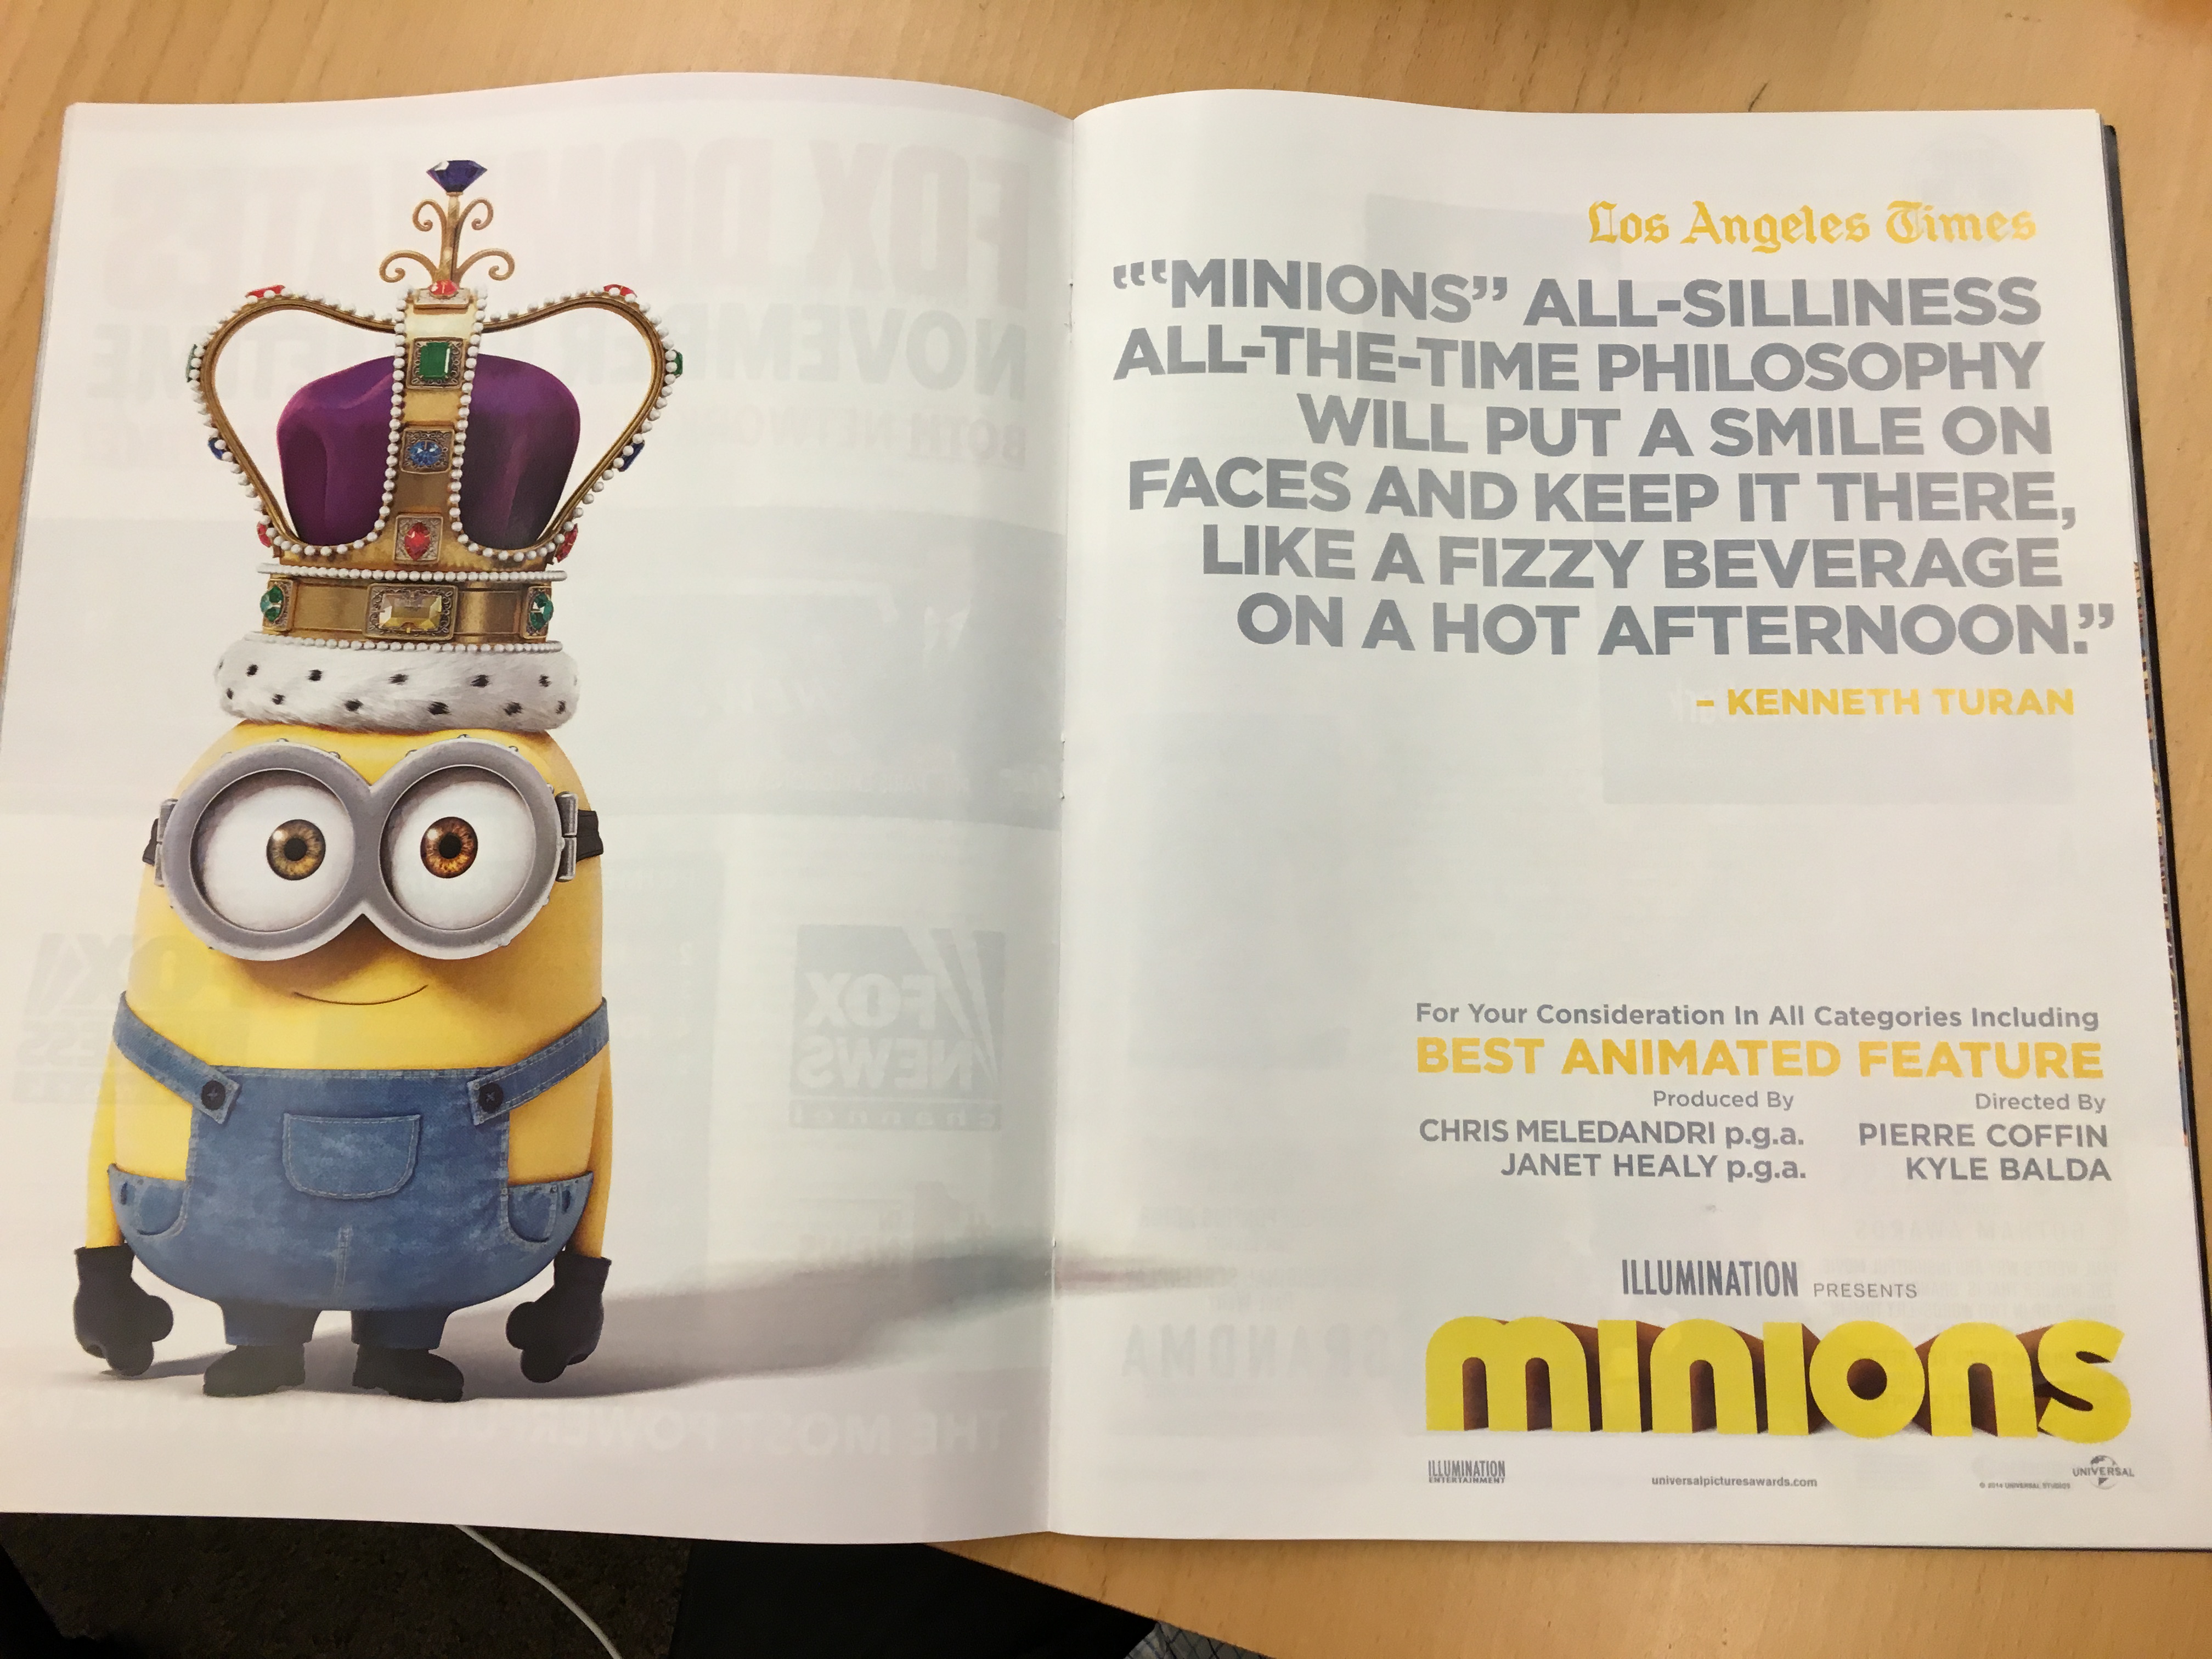 Los Angeles Times
“MINIONS” ALL-SILLINESS
ALL-THE-TIME PHILOSOPHY
WILL PUT A SMILE ON
FACES AND KEEP IT THERE,
LIKE A FIZZY BEVERAGE
ON A HOT AFTERNOON.”
– KENNETH TURAN
For Your Consideration In All Categories Including
BEST ANIMATED FEATURE
Produced By
CHRIS MELEDANDRI p.g.a.
JANET HEALY p.g.a.
Directed By
PIERRE COFFIN
KYLE BALDA
ILLUMINATION PRESENTS
minions
ILLUMINATION
ENTERTAINMENT
universalpicturesawards.com
UNIVERSAL
FOX
NEWS